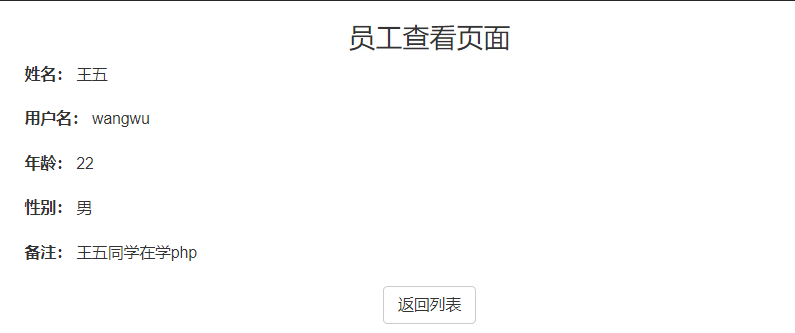 员工查看页面
姓名： 王五
用户名： wangwu
年龄： 22
性别： 男
备注： 王五同学在学php
返回列表